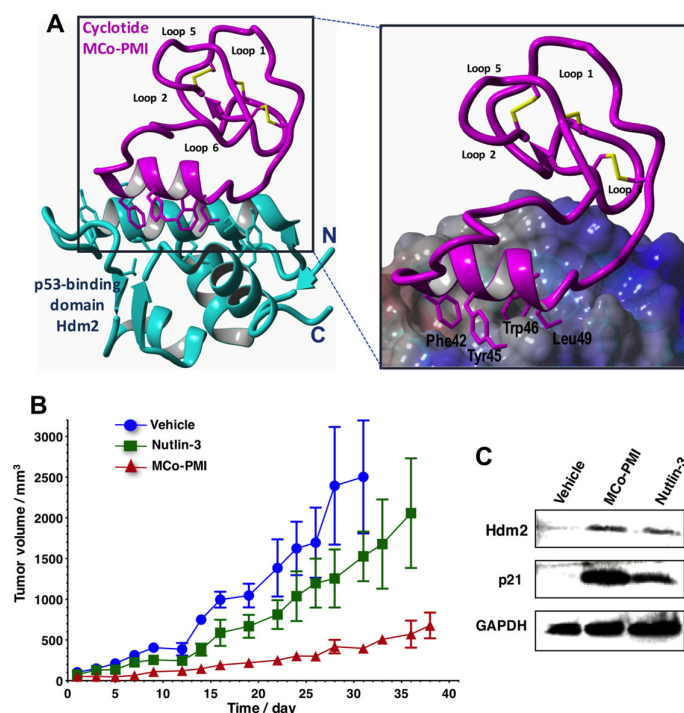 A
Cyclotide
MCo-PMI
Loop 5
Loop 1
Loop 2
Loop 6
p53-binding
domain
Hdm2
N
C
Loop 5
Loop 1
Loop 2
Phe42
Tyr45
Trp46
Leu49
B
Vehicle
Nutlin-3
MCo-PMI
Tumor volume / mm3
3000
2500
2000
1500
1000
500
0
0 5 10 15 20 25 30 35 40
Time / day
C
Vehicle
MCo-PMI
Nutlin-3
Hdm2
p21
GAPDH